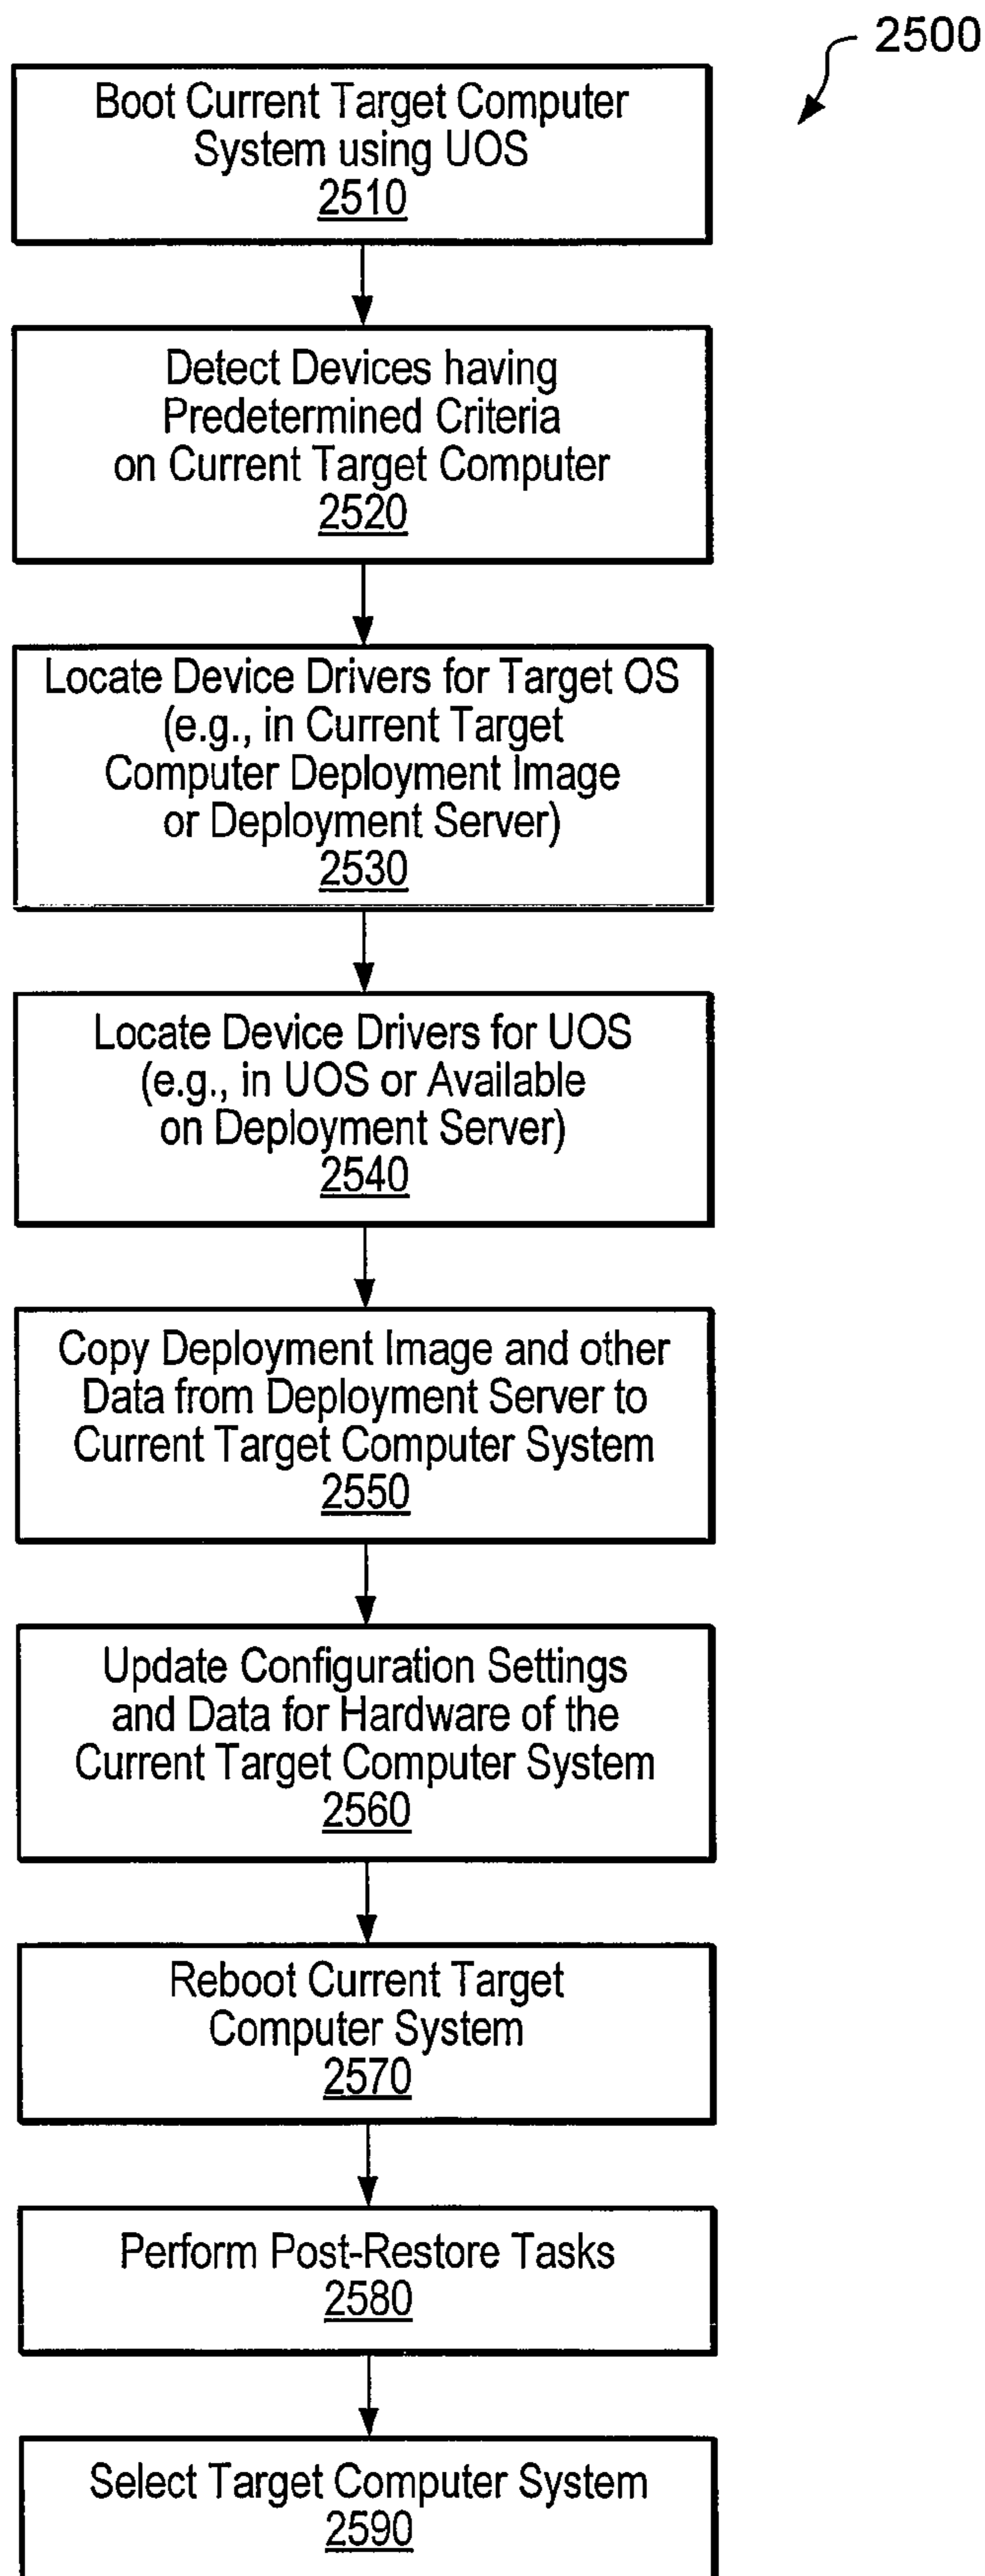 2500
Boot Current Target Computer
System using UOS
2510
Detect Devices having
Predetermined Criteria
on Current Target Computer
2520
Locate Device Drivers for Target OS
(e.g., in Current Target
Computer Deployment Image
or Deployment Server)
2530
Locate Device Drivers for UOS
(e.g., in UOS or Available
on Deployment Server)
2540
Copy Deployment Image and other
Data from Deployment Server to
Current Target Computer System
2550
Update Configuration Settings
and Data for Hardware of the
Current Target Computer System
2560
Reboot Current Target
Computer System
2570
Perform Post-Restore Tasks
2580
Select Target Computer System
2590